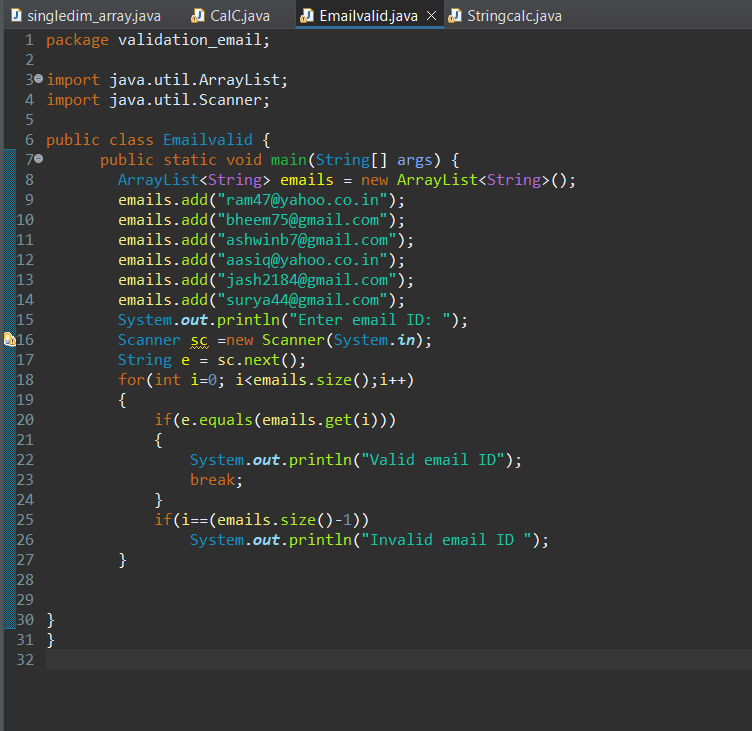 singledim_array.java CalC.java Emailvalid.java Stringcalc.java
1 package validation_email;
2
3 import java.util.ArrayList;
4 import java.util.Scanner;
5
6 public class Emailvalid {
7 public static void main(String[] args) {
8 ArrayList<String> emails = new ArrayList<String>();
9 emails.add("ram47@yahoo.co.in");
10 emails.add("bheem75@gmail.com");
11 emails.add("ashwinb7@gmail.com");
12 emails.add("aasiq@yahoo.co.in");
13 emails.add("jash2184@gmail.com");
14 emails.add("surya44@gmail.com");
15 System.out.println("Enter email ID: ");
16 Scanner sc =new Scanner(System.in);
17 String e = sc.next();
18 for(int i=0; i<emails.size();i++)
19 {
20 if(e.equals(emails.get(i)))
21 {
22 System.out.println("Valid email ID");
23 break;
24 }
25 if(i==(emails.size()-1))
26 System.out.println("Invalid email ID ");
27 }
28
29
30 }
31 }
32